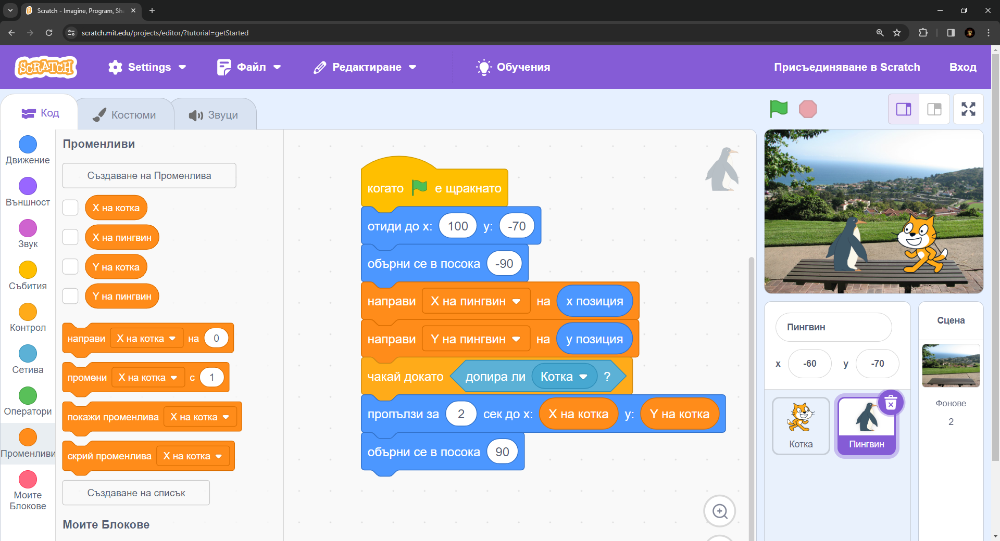 Scratch - Imagine, Program, Sh
scratch.mit.edu/projects/editor/?tutorial=getStarted
SCRATCH
Settings
Файл
Редактиране
Обучения
Присъединяване в Scratch
Вход
Код
Костюми
Звуци
Движение
Външност
Звук
Събития
Контрол
Сетива
Оператори
Променливи
Моите
Блокове
Променливи
Създаване на Променлива
X на котка
X на пингвин
Y на котка
Y на пингвин
направи X на котка на 0
промени X на котка с 1
покажи променлива X на котка
скрий променлива X на котка
Създаване на списък
Моите Блокове
когато е щракнато
отиди до x: 100 y: -70
обърни се в посока -90
направи X на пингвин на x позиция
направи Y на пингвин на y позиция
чакай докато допира ли Котка ?
пропълзи за 2 сек до x: X на котка y: Y на котка
обърни се в посока 90
Пингвин
x -60 y -70
Котка
Пингвин
Сцена
Фонове
2